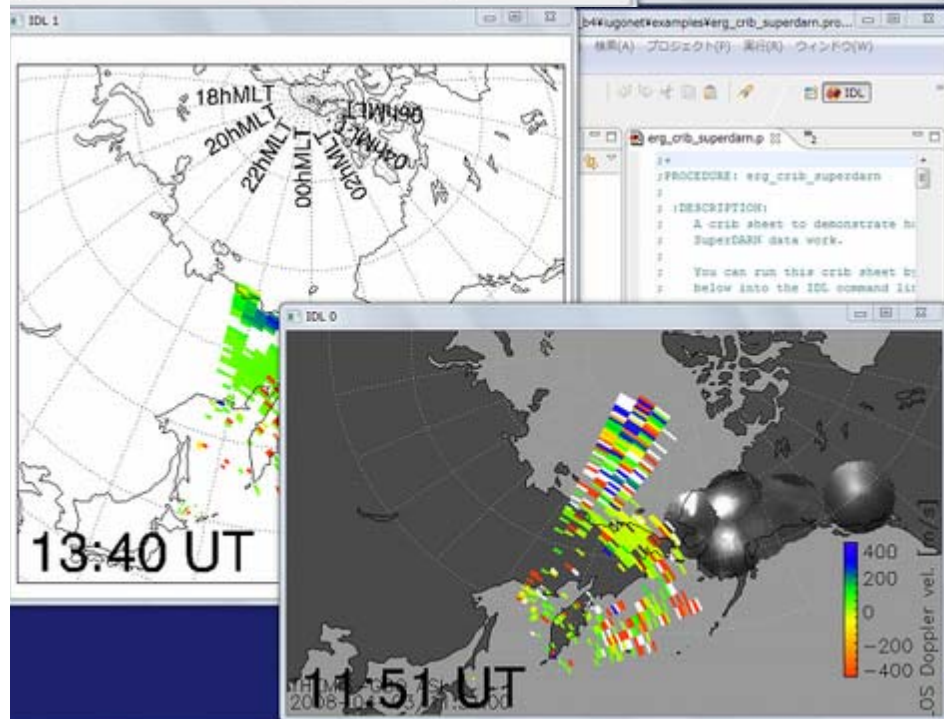 IDL 1
18hMLT
20hMLT
22hMLT
00hMLT
02hMLT
04hMLT
06hMLT
13:40 UT
_b4¥iugonet¥examples¥erg_crib_superdarn.pro...
検索(A) プロジェクト(P) 実行(R) ウィンドウ(W)
IDL
erg_crib_superdarn.p
;+
;PROCEDURE: erg_crib_superdarn
;
; :DESCRIPTION:
; A crib sheet to demonstrate
; SuperDARN data work.
;
; You can run this crib sheet by
; below into the IDL command
IDL 0
400
200
0
−200
−400
LOS Doppler vel. [m/s]
11:51 UT